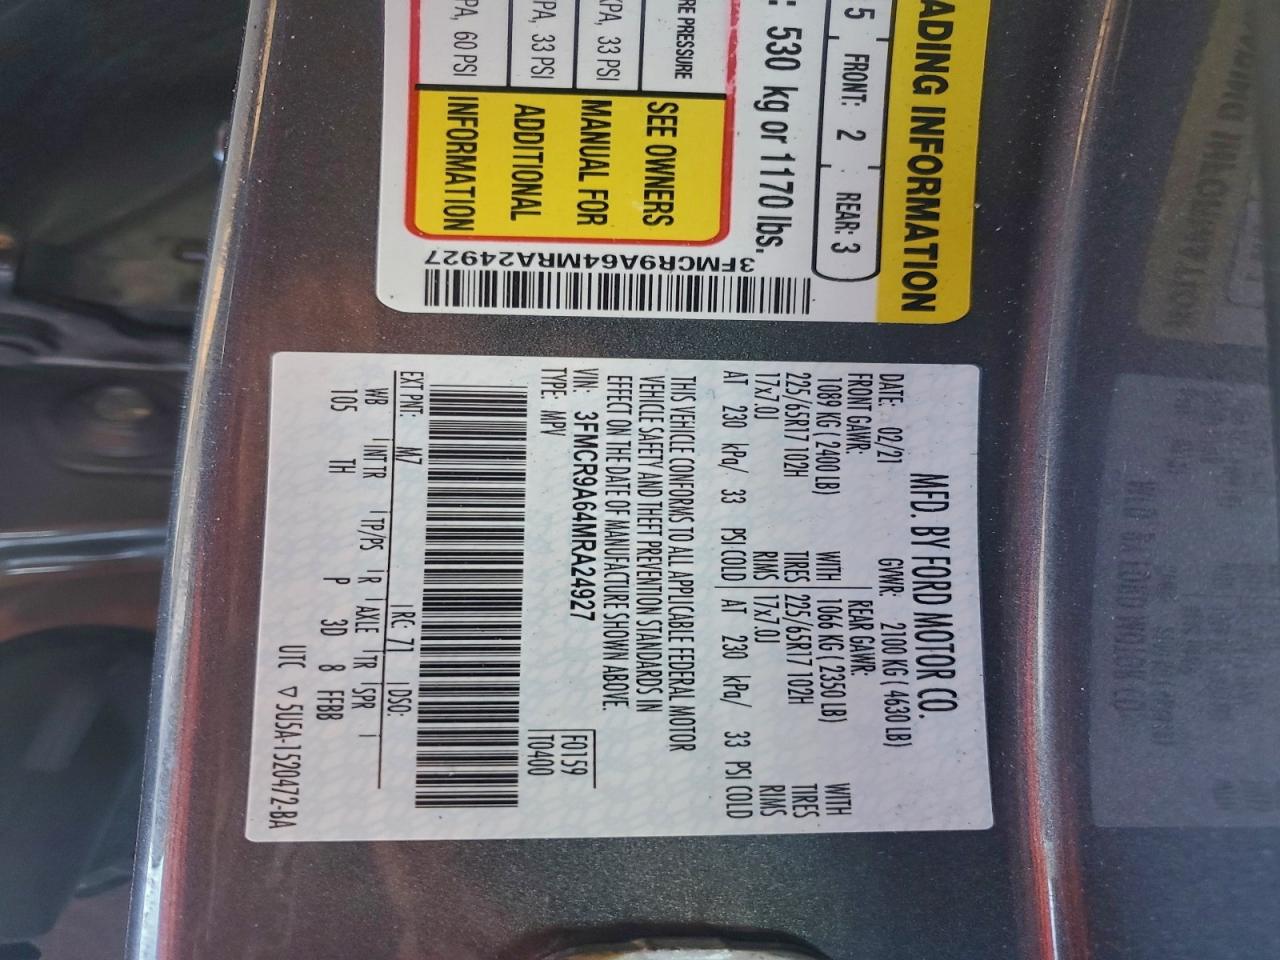 ADING INFORMATION
5 FRONT: 2 REAR: 3
: 530 kg or 1170 lbs.
RE PRESSURE
SEE OWNERS
KPA, 33 PSI
MANUAL FOR
PA, 33 PSI
ADDITIONAL
PA, 60 PSI
INFORMATION
3FMCR9A64MRA24927
MFD. BY FORD MOTOR CO.
DATE: 02/21 GVWR: 2100 KG ( 4630 LB)
FRONT GAWR: REAR GAWR:
1089 KG ( 2400 LB) WITH 1066 KG ( 2350 LB) WITH
225/65R17 102H TIRES 225/65R17 102H TIRES
17x7.0J RIMS 17x7.0J RIMS
AT 230 kPa/ 33 PSI COLD AT 230 kPa/ 33 PSI COLD
THIS VEHICLE CONFORMS TO ALL APPLICABLE FEDERAL MOTOR
VEHICLE SAFETY AND THEFT PREVENTION STANDARDS IN
EFFECT ON THE DATE OF MANUFACTURE SHOWN ABOVE.
VIN: 3FMCR9A64MRA24927 F0159
TYPE: MPV T0400
EXT PNT: M7 RC: 71 DSO:
WB INT TR TP/PS R AXLE TR SPR
105 TH P 3D 8 FFBB
UTC ▽ 5U5A-1520472-BA